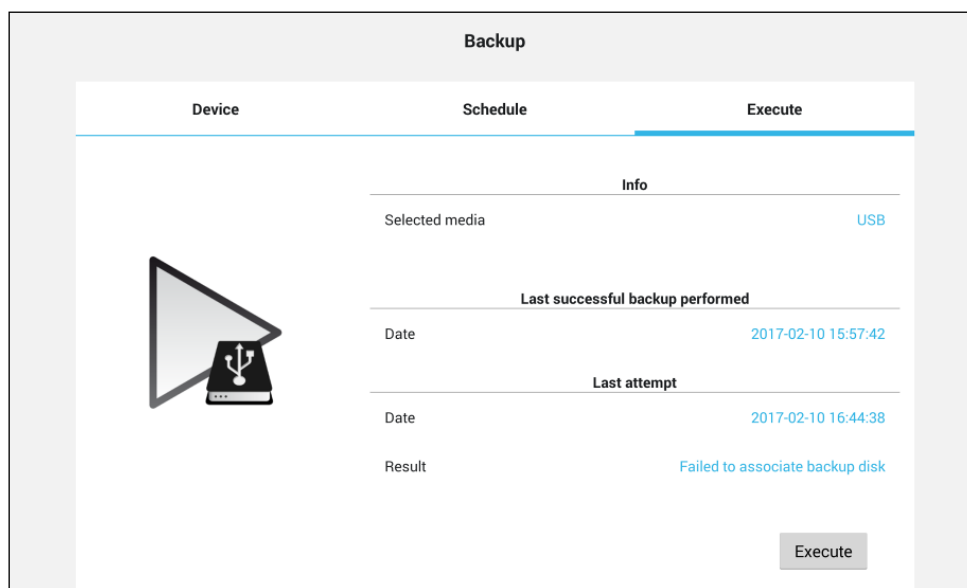 Backup
Device Schedule Execute
Info
Selected media USB
Last successful backup performed
Date 2017-02-10 15:57:42
Last attempt
Date 2017-02-10 16:44:38
Result Failed to associate backup disk
Execute